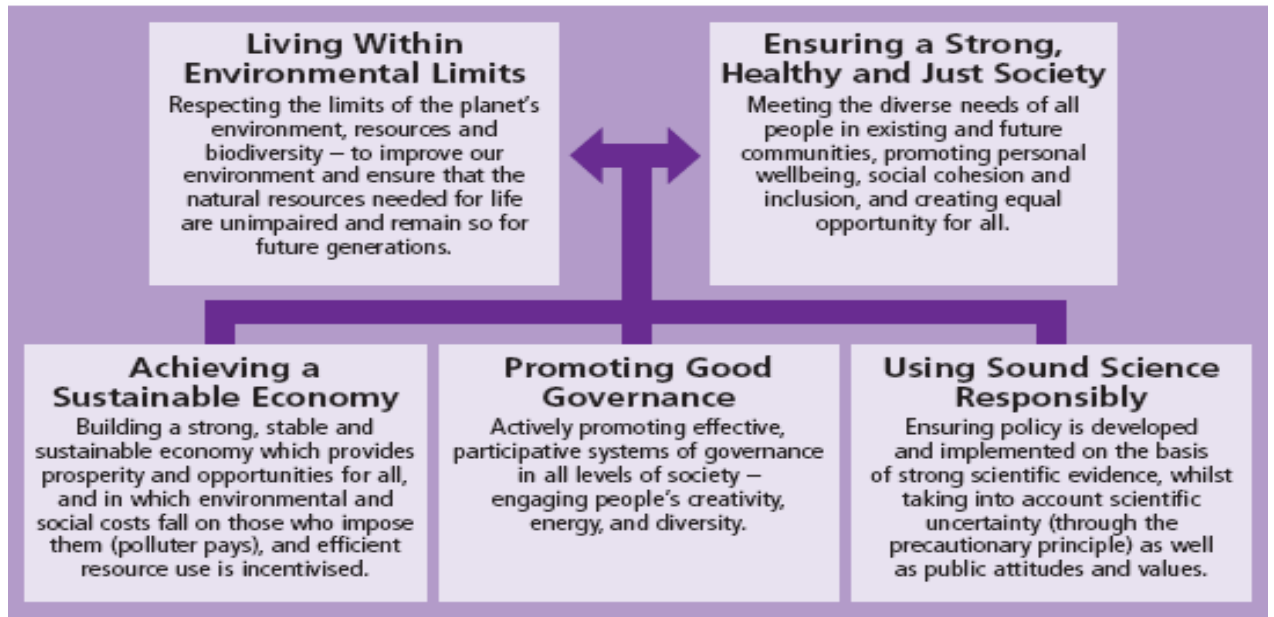 Living Within
Environmental Limits
Respecting the limits of the planet's
environment, resources and
biodiversity – to improve our
environment and ensure that the
natural resources needed for life
are unimpaired and remain so for
future generations.
Ensuring a Strong,
Healthy and Just Society
Meeting the diverse needs of all
people in existing and future
communities, promoting personal
wellbeing, social cohesion and
inclusion, and creating equal
opportunity for all.
Achieving a
Sustainable Economy
Building a strong, stable and
sustainable economy which provides
prosperity and opportunities for all,
and in which environmental and
social costs fall on those who impose
them (polluter pays), and efficient
resource use is incentivised.
Promoting Good
Governance
Actively promoting effective,
participative systems of governance
in all levels of society –
engaging people's creativity,
energy, and diversity.
Using Sound Science
Responsibly
Ensuring policy is developed
and implemented on the basis
of strong scientific evidence, whilst
taking into account scientific
uncertainty (through the
precautionary principle) as well
as public attitudes and values.